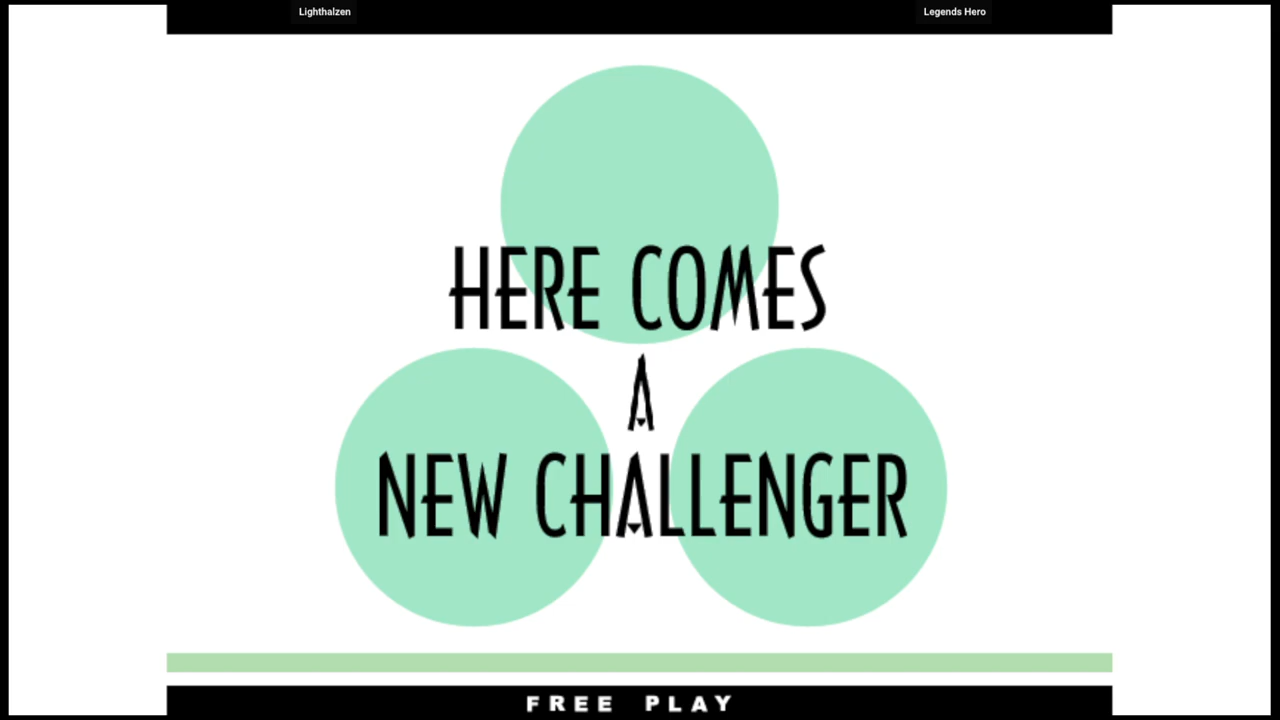 Lighthalzen
Legends Hero
HERE COMES
A
NEW CHALLENGER
FREE PLAY